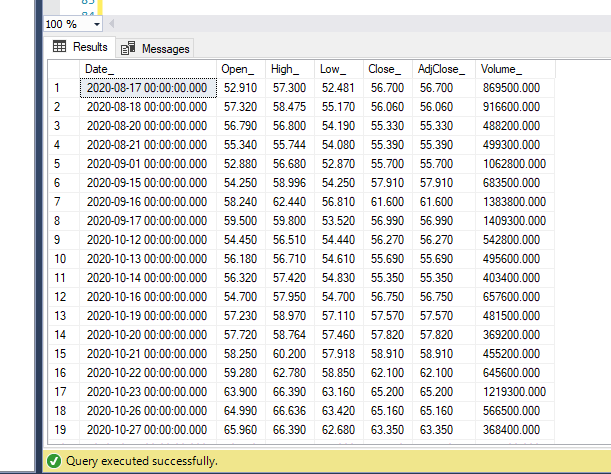 100 %
Results Messages
Date_ Open_ High_ Low_ Close_ AdjClose_ Volume_
1 2020-08-17 00:00:00.000 52.910 57.300 52.481 56.700 56.700 869500.000
2 2020-08-18 00:00:00.000 57.320 58.475 55.170 56.060 56.060 916600.000
3 2020-08-20 00:00:00.000 56.790 56.800 54.190 55.330 55.330 488200.000
4 2020-08-21 00:00:00.000 55.340 55.744 54.080 55.390 55.390 499300.000
5 2020-09-01 00:00:00.000 52.880 56.680 52.870 55.700 55.700 1062800.000
6 2020-09-15 00:00:00.000 54.250 58.996 54.250 57.910 57.910 683500.000
7 2020-09-16 00:00:00.000 58.240 62.440 56.810 61.600 61.600 1383800.000
8 2020-09-17 00:00:00.000 59.500 59.800 53.520 56.990 56.990 1409300.000
9 2020-10-12 00:00:00.000 54.450 56.510 54.440 56.270 56.270 542800.000
10 2020-10-13 00:00:00.000 56.180 56.710 54.610 55.690 55.690 495600.000
11 2020-10-14 00:00:00.000 56.320 57.420 54.830 55.350 55.350 403400.000
12 2020-10-16 00:00:00.000 54.700 57.950 54.700 56.750 56.750 657600.000
13 2020-10-19 00:00:00.000 57.230 58.970 57.110 57.570 57.570 481500.000
14 2020-10-20 00:00:00.000 57.720 58.764 57.460 57.820 57.820 369200.000
15 2020-10-21 00:00:00.000 58.250 60.200 57.918 58.910 58.910 455200.000
16 2020-10-22 00:00:00.000 59.280 62.780 58.850 62.100 62.100 645600.000
17 2020-10-23 00:00:00.000 63.900 66.390 63.160 65.200 65.200 1219300.000
18 2020-10-26 00:00:00.000 64.990 66.636 63.420 65.160 65.160 566500.000
19 2020-10-27 00:00:00.000 65.960 66.390 62.680 63.350 63.350 368400.000
Query executed successfully.